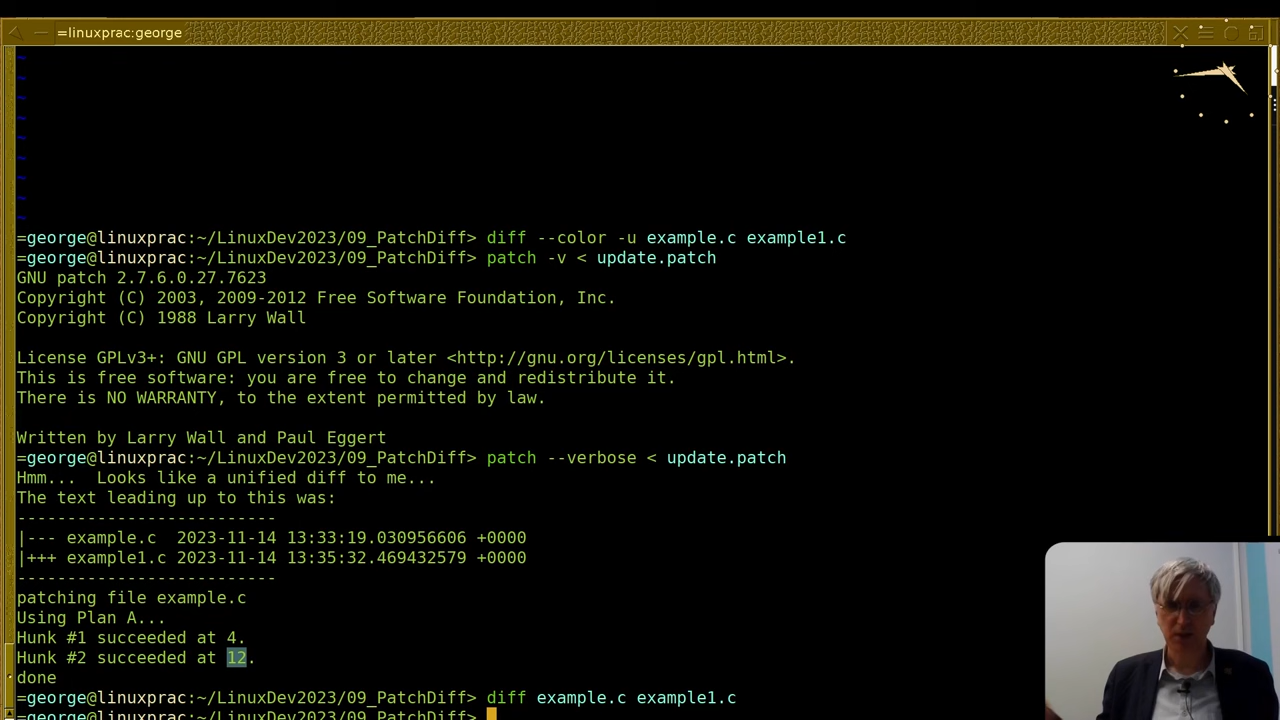 =linuxprac:george
~
~
~
~
~
~
~
~
~
=george@linuxprac:~/LinuxDev2023/09_PatchDiff> diff --color -u example.c example1.c
=george@linuxprac:~/LinuxDev2023/09_PatchDiff> patch -v < update.patch
GNU patch 2.7.6.0.27.7623
Copyright (C) 2003, 2009-2012 Free Software Foundation, Inc.
Copyright (C) 1988 Larry Wall

License GPLv3+: GNU GPL version 3 or later <http://gnu.org/licenses/gpl.html>.
This is free software: you are free to change and redistribute it.
There is NO WARRANTY, to the extent permitted by law.

Written by Larry Wall and Paul Eggert
=george@linuxprac:~/LinuxDev2023/09_PatchDiff> patch --verbose < update.patch
Hmm...  Looks like a unified diff to me...
The text leading up to this was:
--------------------------
|--- example.c  2023-11-14 13:33:19.030956606 +0000
|+++ example1.c 2023-11-14 13:35:32.469432579 +0000
--------------------------
patching file example.c
Using Plan A...
Hunk #1 succeeded at 4.
Hunk #2 succeeded at 12.
done
=george@linuxprac:~/LinuxDev2023/09_PatchDiff> diff example.c example1.c
=george@linuxprac:~/LinuxDev2023/09_PatchDiff>